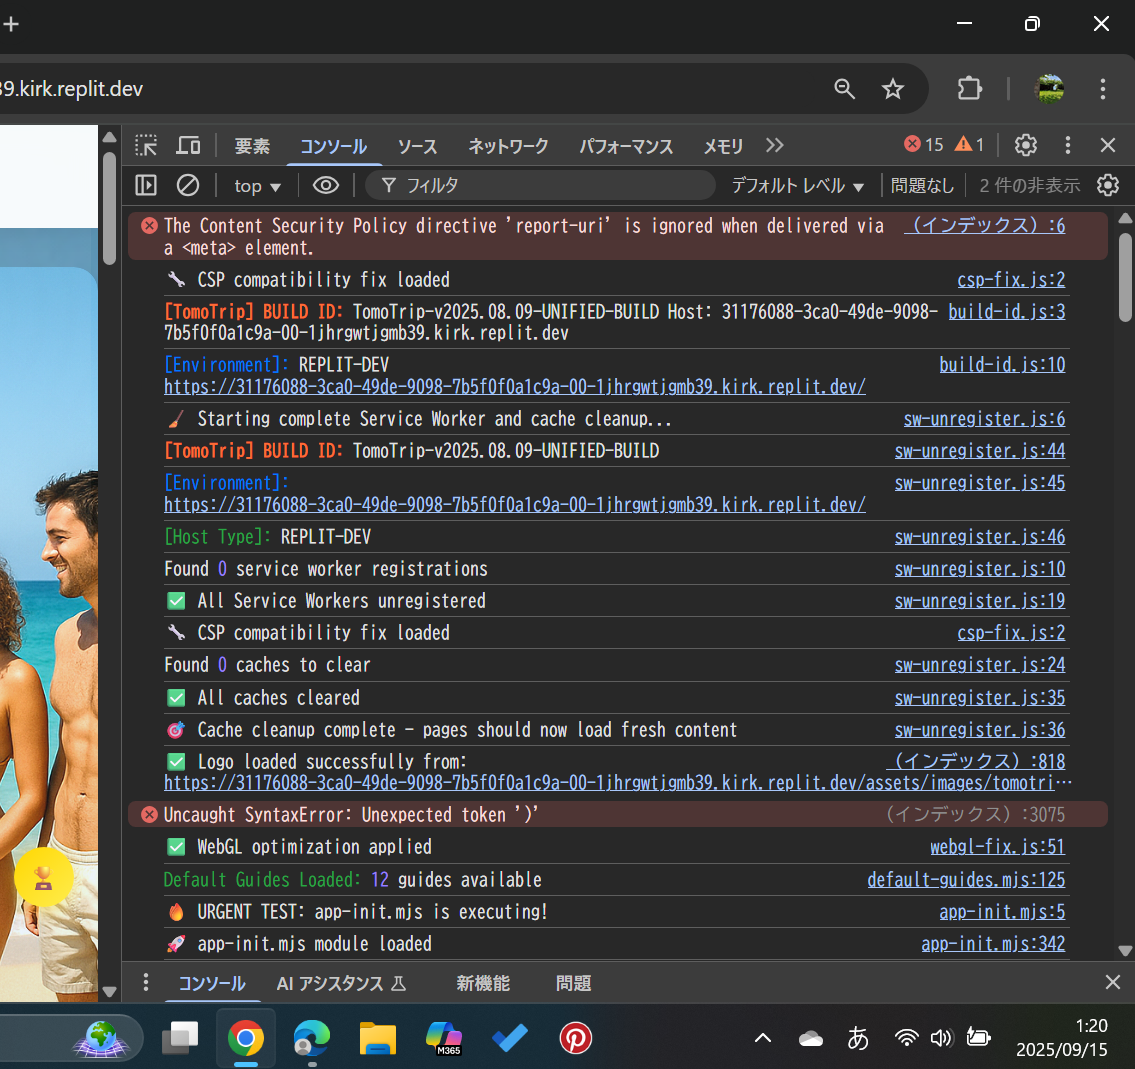 39.kirk.replit.dev
要素 コンソール ソース ネットワーク パフォーマンス メモリ 15 1
top フィルタ デフォルト レベル 問題なし 2 件の非表示
The Content Security Policy directive 'report-uri' is ignored when delivered via （インデックス）:6
a <meta> element.
CSP compatibility fix loaded csp-fix.js:2
[TomoTrip] BUILD ID: TomoTrip-v2025.08.09-UNIFIED-BUILD Host: 31176088-3ca0-49de-9098- build-id.js:3
7b5f0f0a1c9a-00-1jhrgwtjgmb39.kirk.replit.dev
[Environment]: REPLIT-DEV build-id.js:10
https://31176088-3ca0-49de-9098-7b5f0f0a1c9a-00-1jhrgwtjgmb39.kirk.replit.dev/
Starting complete Service Worker and cache cleanup... sw-unregister.js:6
[TomoTrip] BUILD ID: TomoTrip-v2025.08.09-UNIFIED-BUILD sw-unregister.js:44
[Environment]: sw-unregister.js:45
https://31176088-3ca0-49de-9098-7b5f0f0a1c9a-00-1jhrgwtjgmb39.kirk.replit.dev/
[Host Type]: REPLIT-DEV sw-unregister.js:46
Found 0 service worker registrations sw-unregister.js:10
✅ All Service Workers unregistered sw-unregister.js:19
CSP compatibility fix loaded csp-fix.js:2
Found 0 caches to clear sw-unregister.js:24
✅ All caches cleared sw-unregister.js:35
Cache cleanup complete - pages should now load fresh content sw-unregister.js:36
✅ Logo loaded successfully from: （インデックス）:818
https://31176088-3ca0-49de-9098-7b5f0f0a1c9a-00-1jhrgwtjgmb39.kirk.replit.dev/assets/images/tomotri…
Uncaught SyntaxError: Unexpected token ')' （インデックス）:3075
✅ WebGL optimization applied webgl-fix.js:51
Default Guides Loaded: 12 guides available default-guides.mjs:125
🔥 URGENT TEST: app-init.mjs is executing! app-init.mjs:5
🚀 app-init.mjs module loaded app-init.mjs:342
コンソール AI アシスタンス 新機能 問題
M365 あ 1:20
2025/09/15